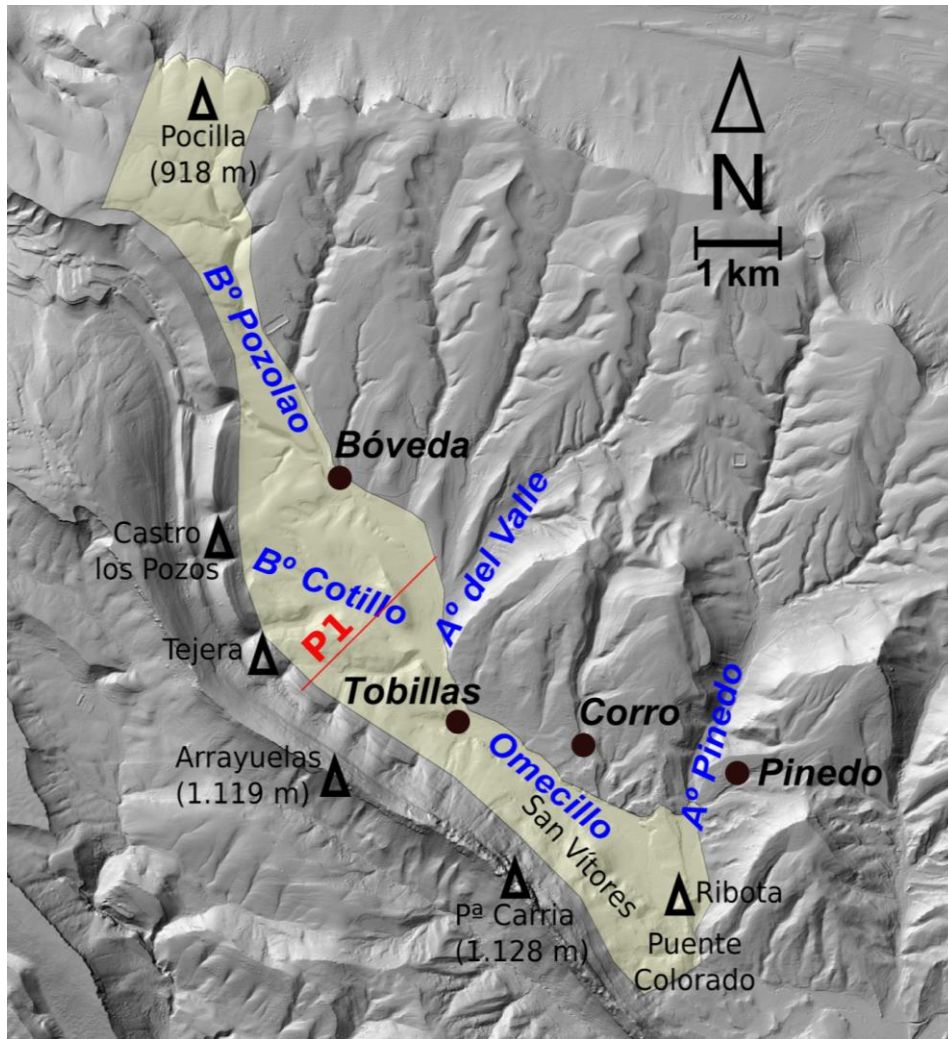 Pocilla
(918 m)
N
1 km
Bº Pozolao
Bóveda
Castro
los Pozos
Bº Cotillo
Aº del Valle
P1
Tejera
Tobillas
Corro
Arrayuelas
(1.119 m)
Omecillo
Aº Pinedo
Pinedo
San Vítores
Pª Carria
(1.128 m)
Ribota
Puente
Colorado